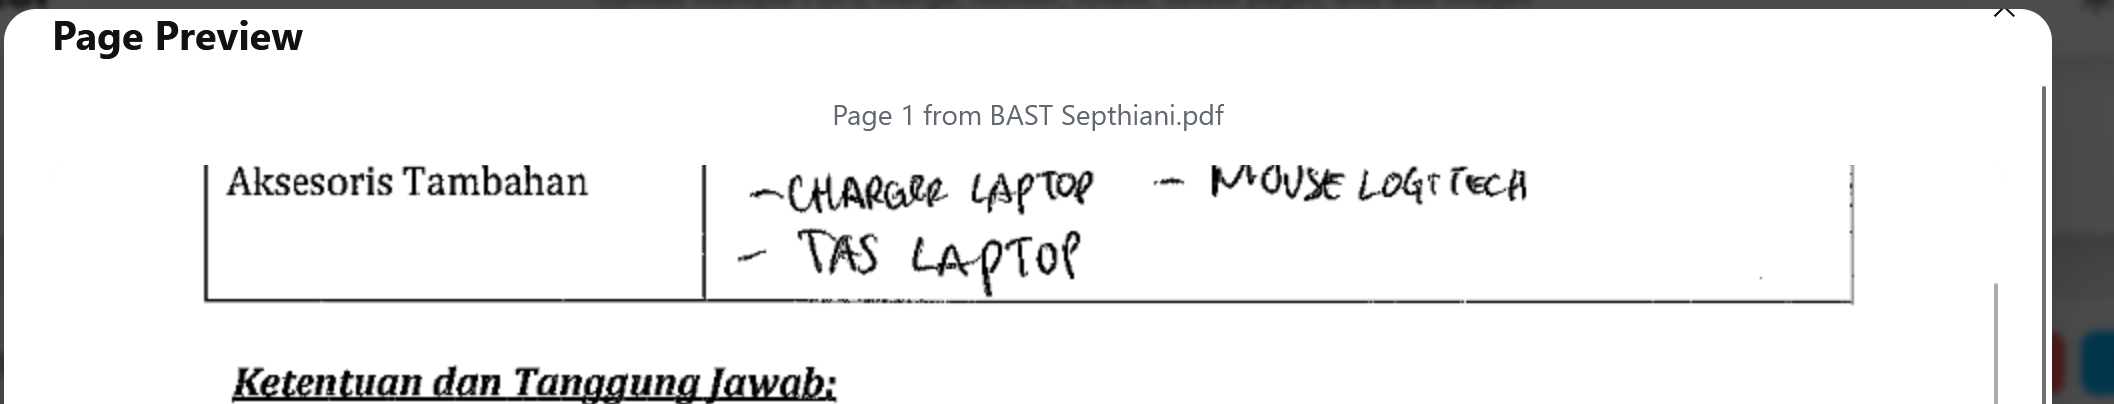 Page Preview
Page 1 from BAST Septhiani.pdf
Aksesoris Tambahan
- CHARGER LAPTOP - MOUSE LOGITECH
- TAS LAPTOP
Ketentuan dan Tanggung Jawab: